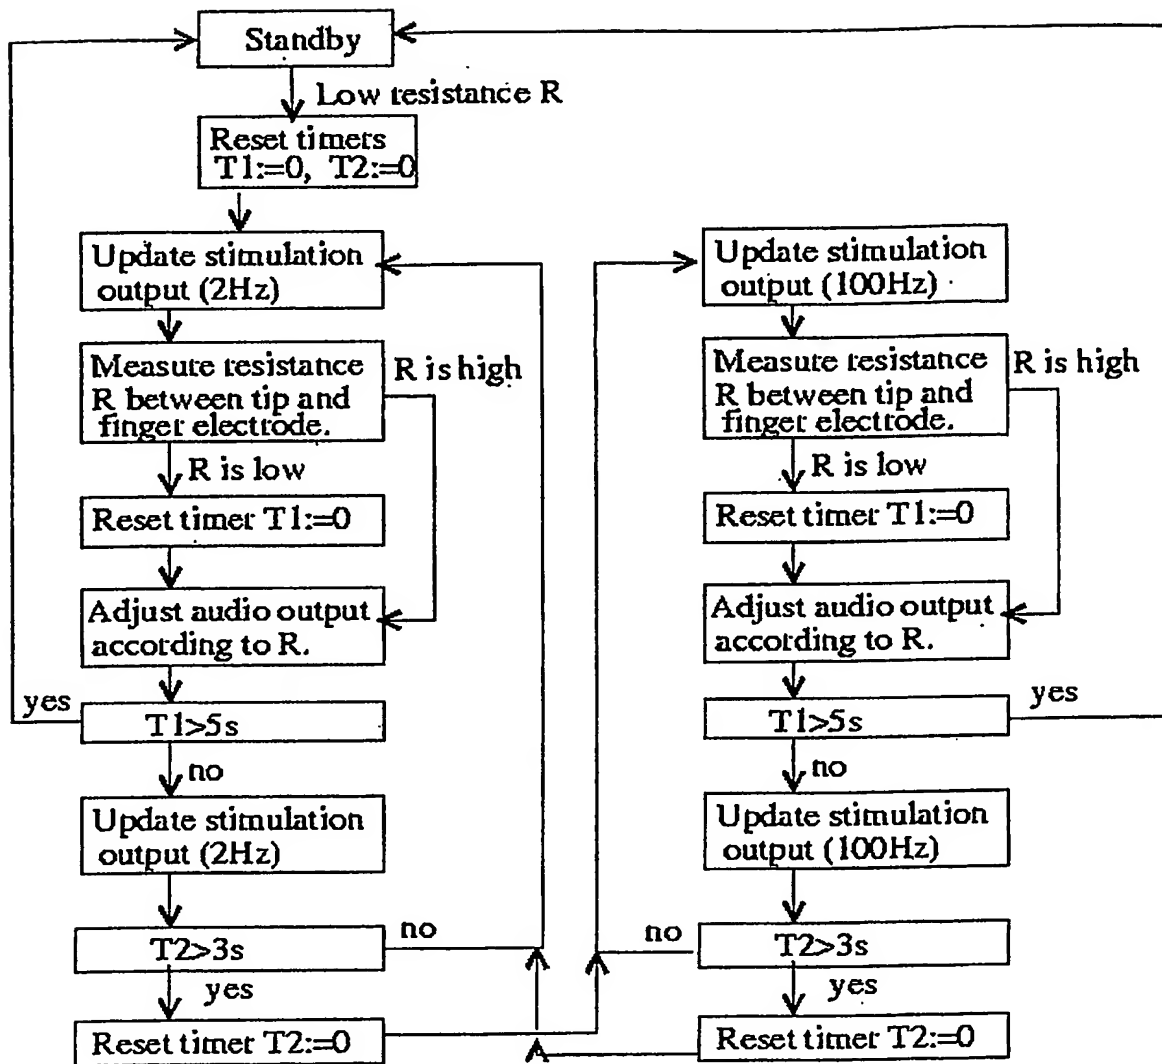 Standby
Low resistance R
Reset timers
T1:=0, T2:=0
Update stimulation
output (2Hz)
Measure resistance
R between tip and
finger electrode.
R is high
R is low
Reset timer T1:=0
Adjust audio output
according to R.
yes
T1>5s
no
Update stimulation
output (2Hz)
T2>3s
no
yes
Reset timer T2:=0
Update stimulation
output (100Hz)
Measure resistance
R between tip and
finger electrode.
R is high
R is low
Reset timer T1:=0
Adjust audio output
according to R.
T1>5s
yes
no
Update stimulation
output (100Hz)
no
T2>3s
yes
Reset timer T2:=0